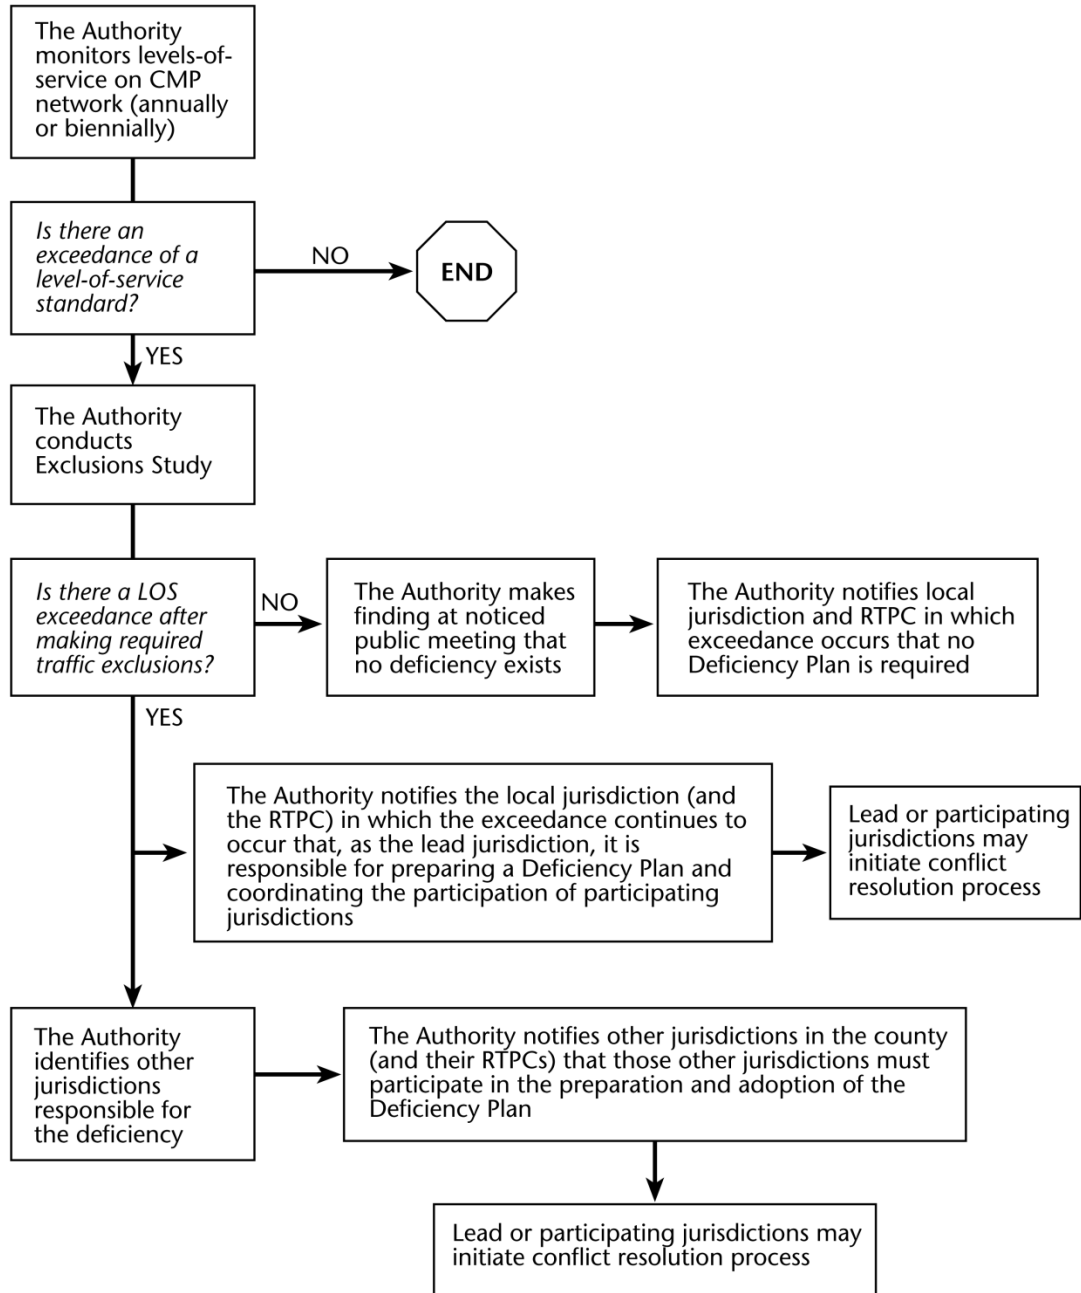 The Authority
monitors levels-of-
service on CMP
network (annually
or biennially)
Is there an
exceedance of a
level-of-service
standard?
NO
END
YES
The Authority
conducts
Exclusions Study
Is there a LOS
exceedance after
making required
traffic exclusions?
NO
The Authority makes
finding at noticed
public meeting that
no deficiency exists
The Authority notifies local
jurisdiction and RTPC in which
exceedance occurs that no
Deficiency Plan is required
YES
The Authority notifies the local jurisdiction (and
the RTPC) in which the exceedance continues to
occur that, as the lead jurisdiction, it is
responsible for preparing a Deficiency Plan and
coordinating the participation of participating
jurisdictions
Lead or participating
jurisdictions may
initiate conflict
resolution process
The Authority
identifies other
jurisdictions
responsible for
the deficiency
The Authority notifies other jurisdictions in the county
(and their RTPCs) that those other jurisdictions must
participate in the preparation and adoption of the
Deficiency Plan
Lead or participating jurisdictions may
initiate conflict resolution process